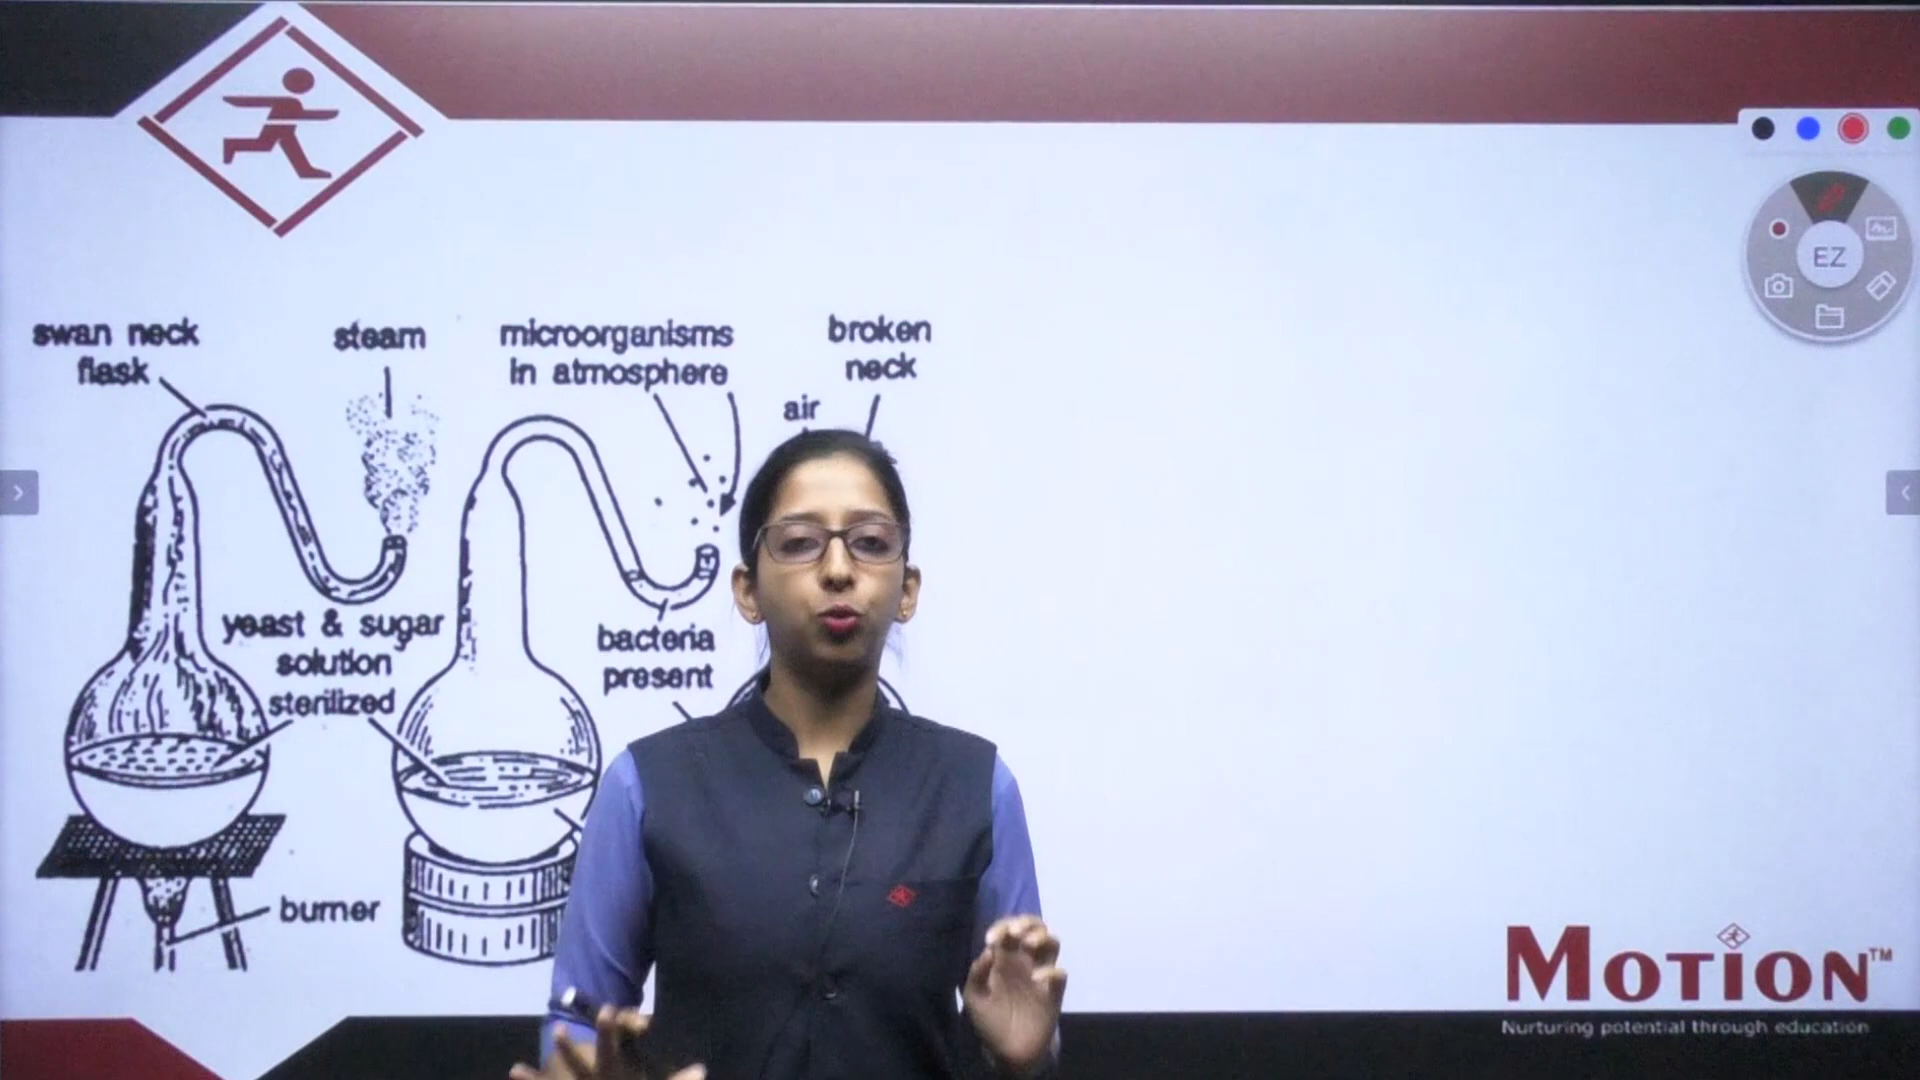 EZ
swan neck
flask
steam
microorganisms
in atmosphere
broken
neck
air
yeast & sugar
solution
sterilized
bacteria
present
burner
MOTION™
Nurturing potential through education